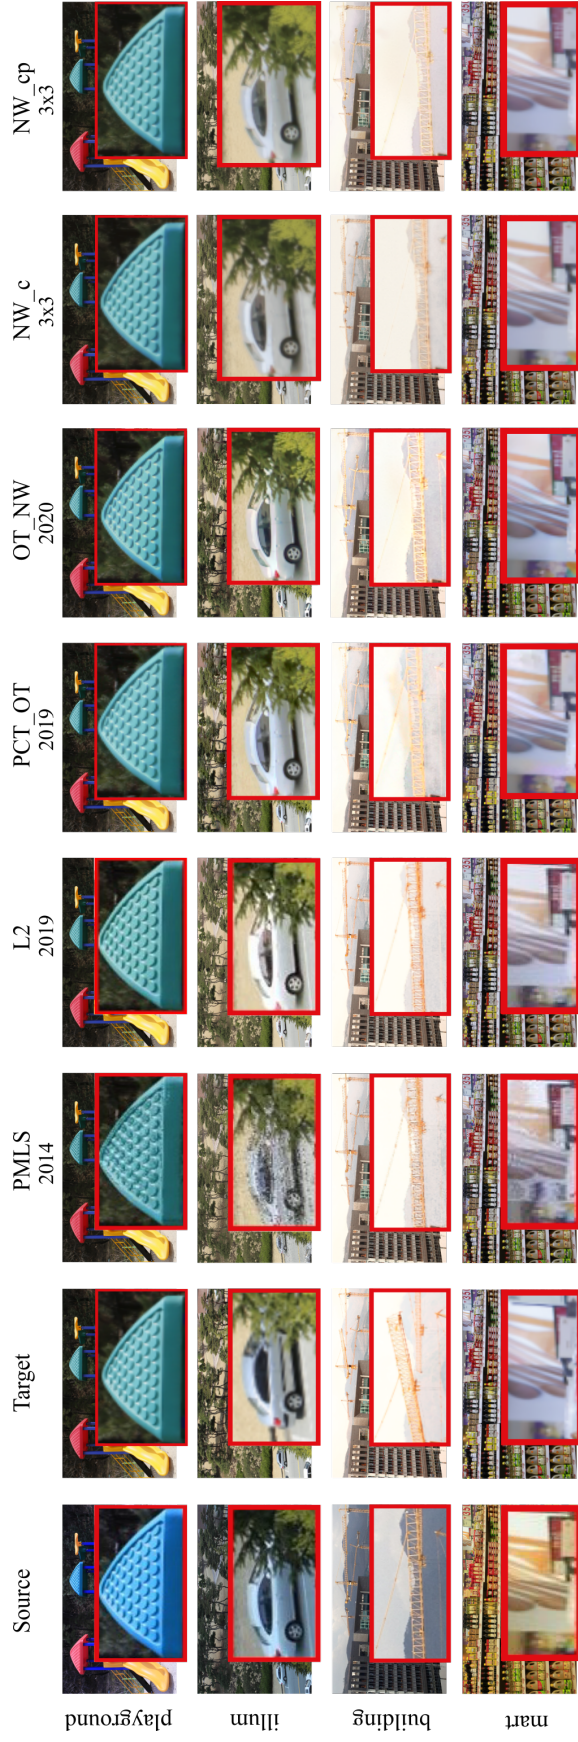 Source
Target
PMLS
2014
L2
2019
PCT_OT
2019
OT_NW
2020
NW_c
3x3
NW_cp
3x3
playground
illum
building
mart